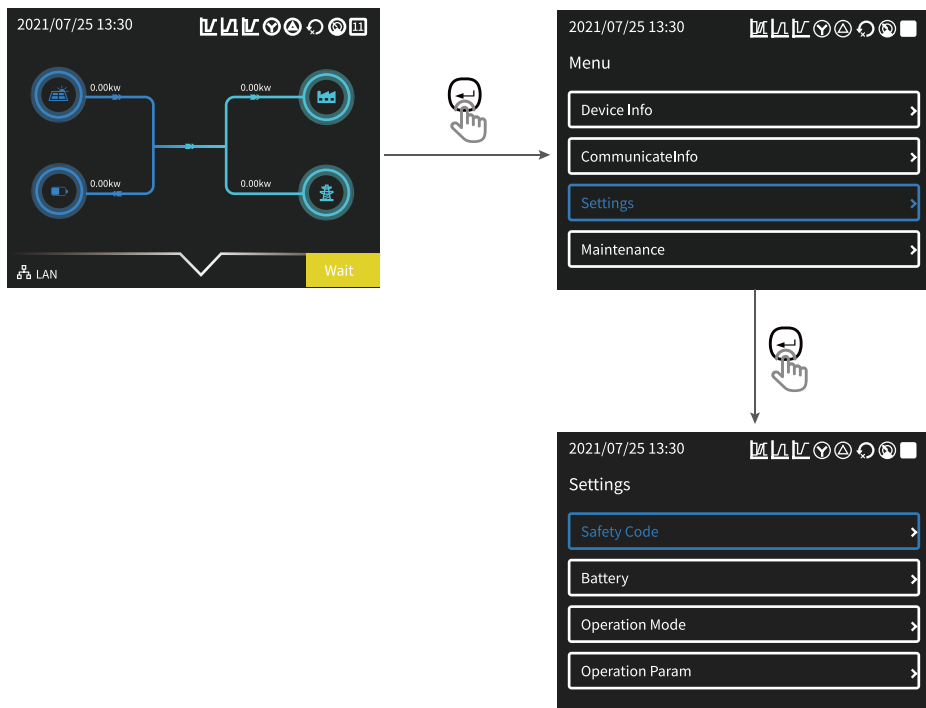 2021/07/25 13:30
11
0.00kw
0.00kw
0.00kw
0.00kw
LAN
Wait
2021/07/25 13:30
Menu
Device Info
CommunicateInfo
Settings
Maintenance
2021/07/25 13:30
Settings
Safety Code
Battery
Operation Mode
Operation Param